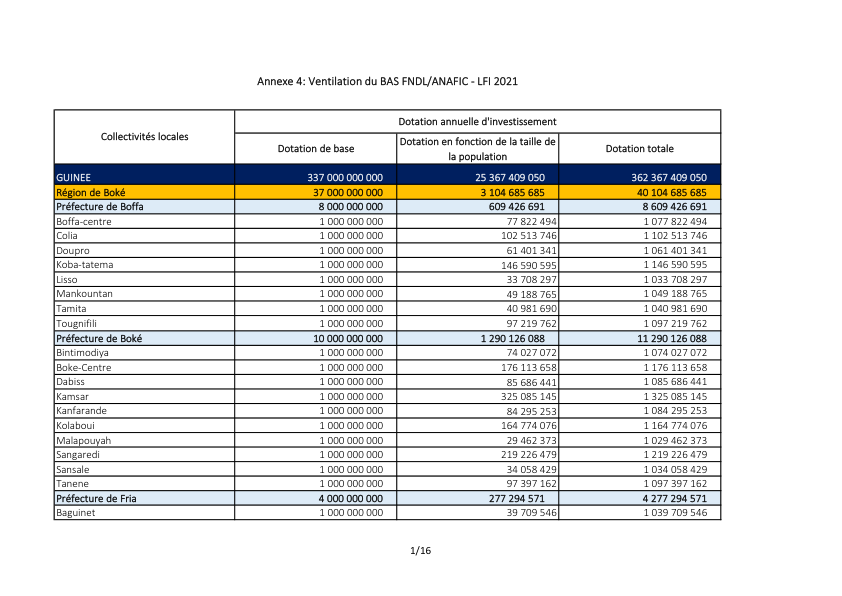 Annexe 4: Ventilation du BAS FNDL/ANAFIC - LFI 2021
Collectivités locales
Dotation annuelle d'investissement
Dotation de base
Dotation en fonction de la taille de
la population
Dotation totale
GUINEE 337 000 000 000 25 367 409 050 362 367 409 050
Région de Boké 37 000 000 000 3 104 685 685 40 104 685 685
Préfecture de Boffa 8 000 000 000 609 426 691 8 609 426 691
Boffa-centre 1 000 000 000 77 822 494 1 077 822 494
Colia 1 000 000 000 102 513 746 1 102 513 746
Doupro 1 000 000 000 61 401 341 1 061 401 341
Koba-tatema 1 000 000 000 146 590 595 1 146 590 595
Lisso 1 000 000 000 33 708 297 1 033 708 297
Mankountan 1 000 000 000 49 188 765 1 049 188 765
Tamita 1 000 000 000 40 981 690 1 040 981 690
Tougnifili 1 000 000 000 97 219 762 1 097 219 762
Préfecture de Boké 10 000 000 000 1 290 126 088 11 290 126 088
Bintimodiya 1 000 000 000 74 027 072 1 074 027 072
Boke-Centre 1 000 000 000 176 113 658 1 176 113 658
Dabiss 1 000 000 000 85 686 441 1 085 686 441
Kamsar 1 000 000 000 325 085 145 1 325 085 145
Kanfarande 1 000 000 000 84 295 253 1 084 295 253
Kolaboui 1 000 000 000 164 774 076 1 164 774 076
Malapouyah 1 000 000 000 29 462 373 1 029 462 373
Sangaredi 1 000 000 000 219 226 479 1 219 226 479
Sansale 1 000 000 000 34 058 429 1 034 058 429
Tanene 1 000 000 000 97 397 162 1 097 397 162
Préfecture de Fria 4 000 000 000 277 294 571 4 277 294 571
Baguinet 1 000 000 000 39 709 546 1 039 709 546
1/16